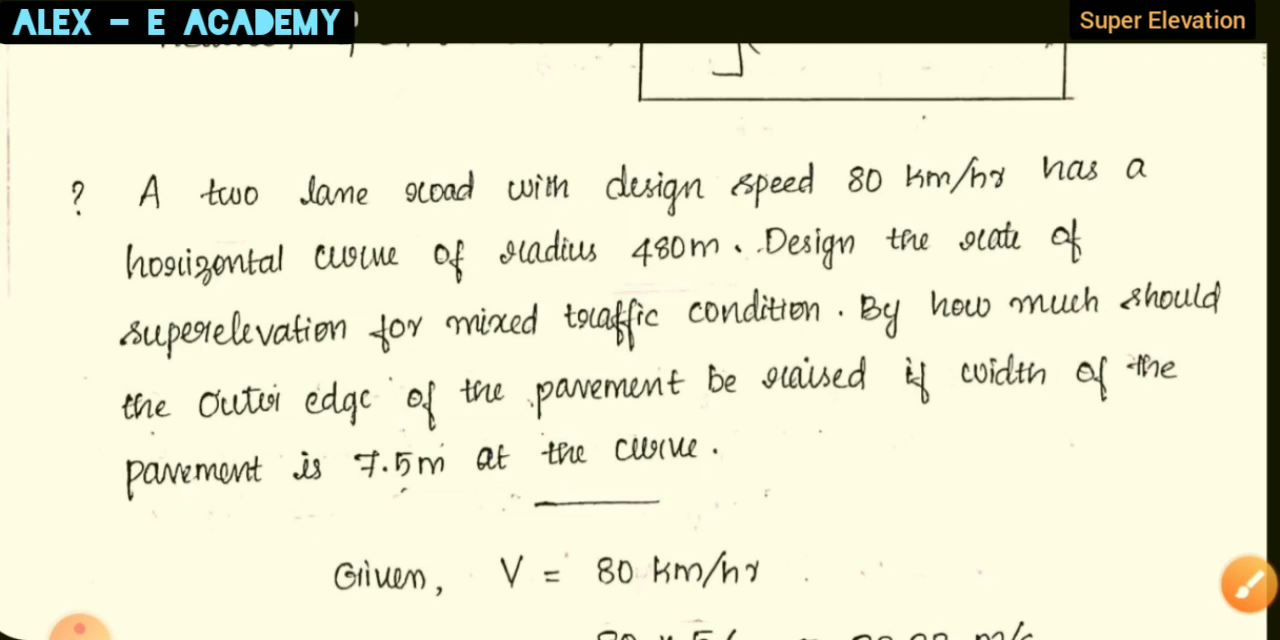 ALEX - E ACADEMY
Super Elevation
? A two lane road with design speed 80 km/hr has a
horizontal curve of radius 480m. Design the rate of
superelevation for mixed traffic condition. By how much should
the outer edge of the pavement be raised if width of the
pavement is 7.5m at the curve.
Given, V = 80 km/hr